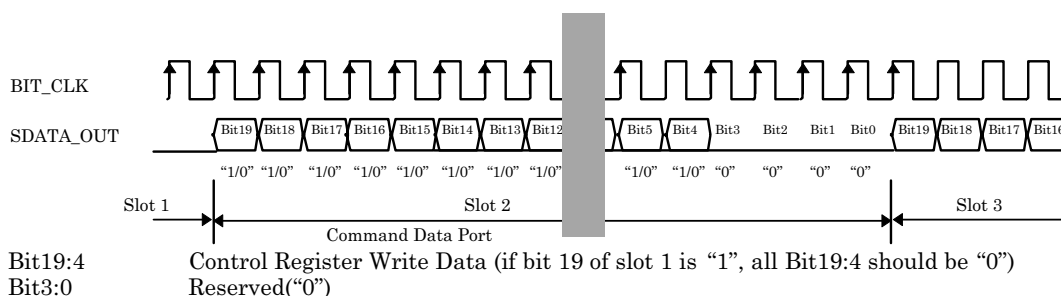 BIT_CLK
SDATA_OUT
Bit19 Bit18 Bit17 Bit16 Bit15 Bit14 Bit13 Bit12 Bit5 Bit4 Bit3 Bit2 Bit1 Bit0 Bit19 Bit18 Bit17 Bit16
“1/0” “1/0” “1/0” “1/0” “1/0” “1/0” “1/0” “1/0” “1/0” “1/0” “0” “0” “0” “0”
Slot 1 Slot 2 Slot 3
Command Data Port
Bit19:4 Control Register Write Data (if bit 19 of slot 1 is “1”, all Bit19:4 should be “0”)
Bit3:0 Reserved(“0”)